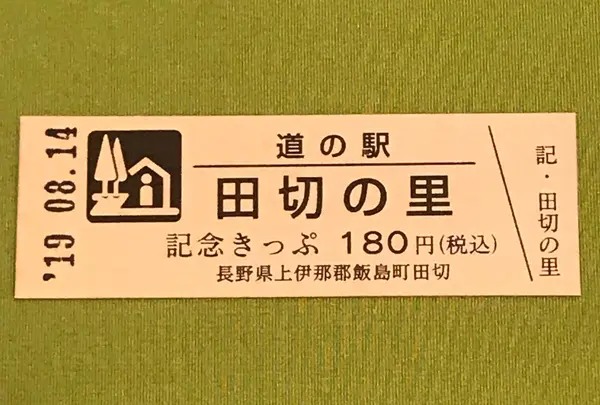 '19 08.14
道の駅
田切の里
記念きっぷ 180円(税込)
長野県上伊那郡飯島町田切
記・田切の里